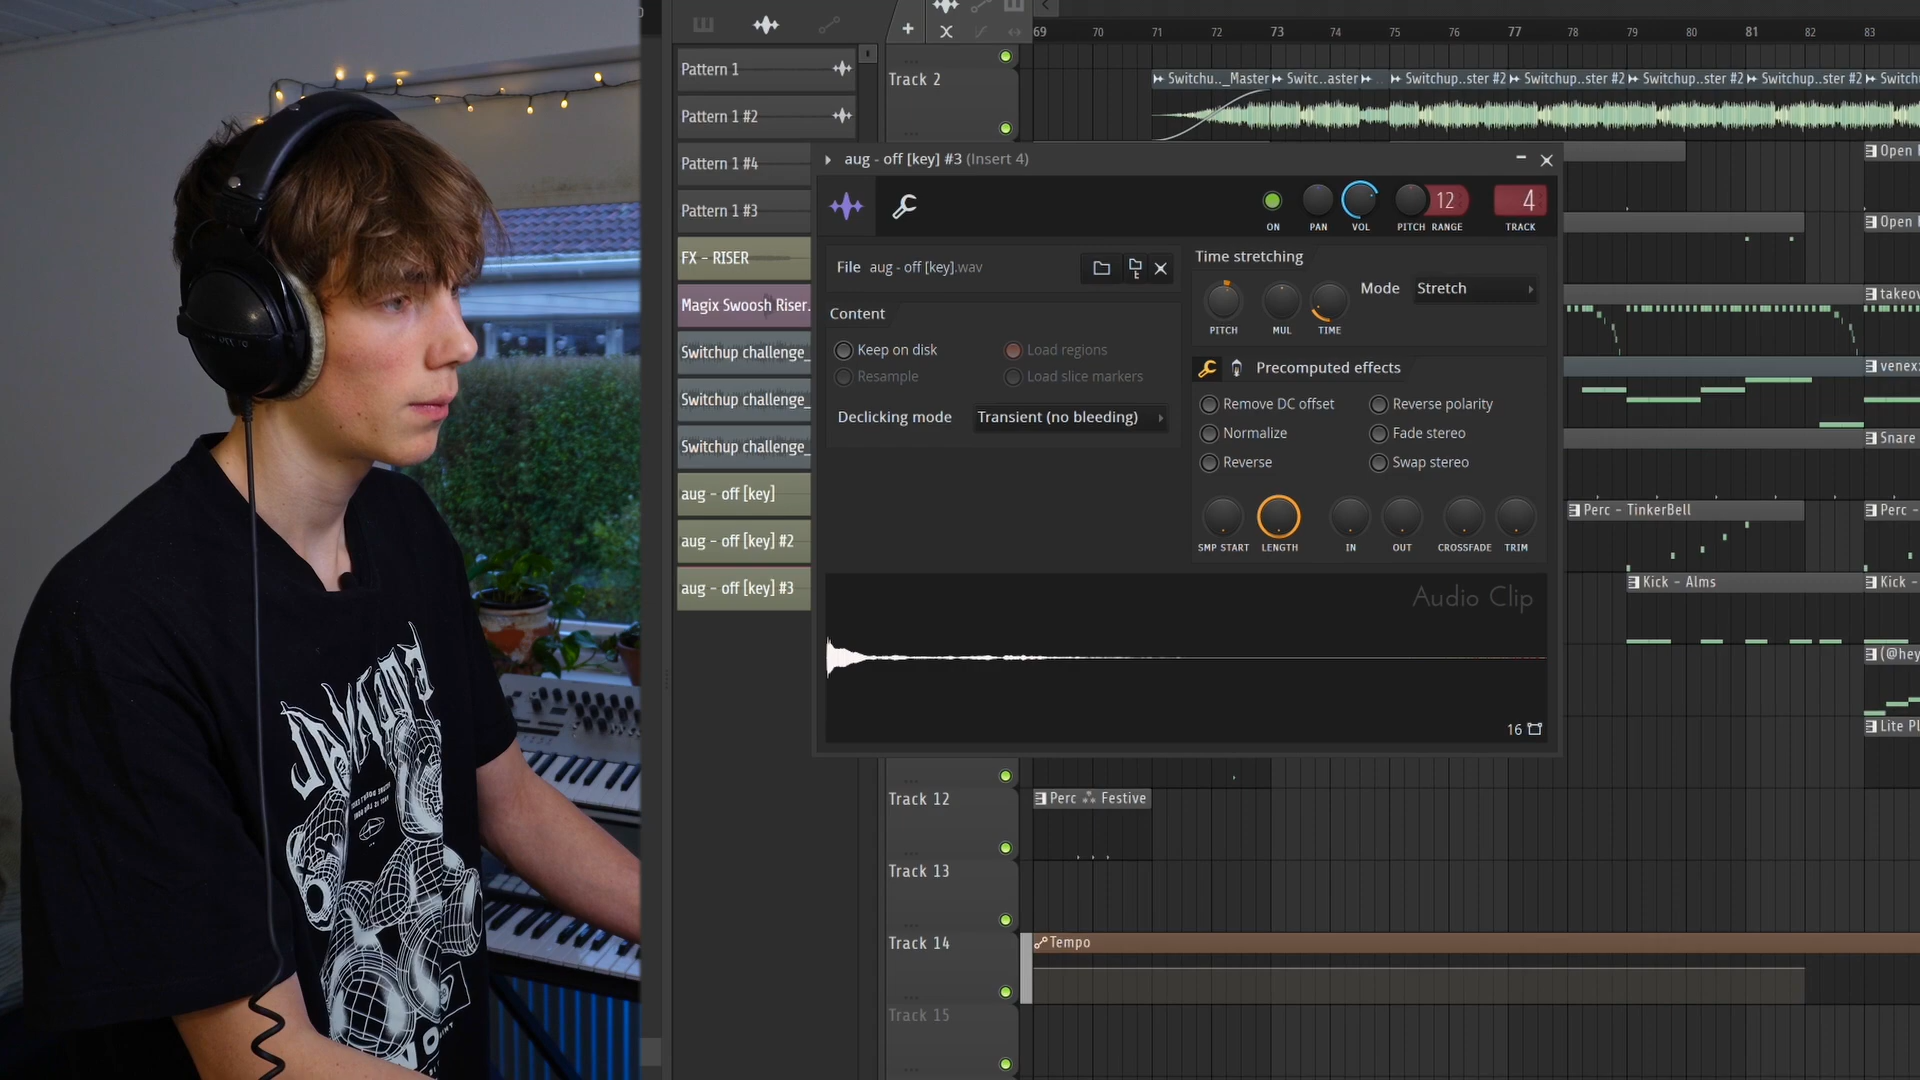 69 70 71 72 73 74 75 76 77 78 79 80 81 82 83
Pattern 1
Pattern 1 #2
Pattern 1 #4
Pattern 1 #3
FX - RISER
Magix Swoosh Riser.
Switchup challenge_
Switchup challenge_
Switchup challenge_
aug - off [key]
aug - off [key] #2
aug - off [key] #3
Track 2
Switchu.._Master
Switc..aster
Switchup..ster #2
Switchup..ster #2
Switchup..ster #2
Switchup..ster #2
Switch
aug - off [key] #3 (Insert 4)
12
4
ON PAN VOL PITCH RANGE TRACK
File aug - off [key].wav
Content
Keep on disk
Load regions
Resample
Load slice markers
Declicking mode Transient (no bleeding)
Time stretching
Mode Stretch
PITCH MUL TIME
Precomputed effects
Remove DC offset
Reverse polarity
Normalize
Fade stereo
Reverse
Swap stereo
SMP START LENGTH IN OUT CROSSFADE TRIM
Audio Clip
16
Open
Open
takeov
venex
Snare
Perc - TinkerBell
Perc -
Kick - Alms
Kick -
(@hey
Lite Pl
Track 12
Perc Festive
Track 13
Track 14
Tempo
Track 15